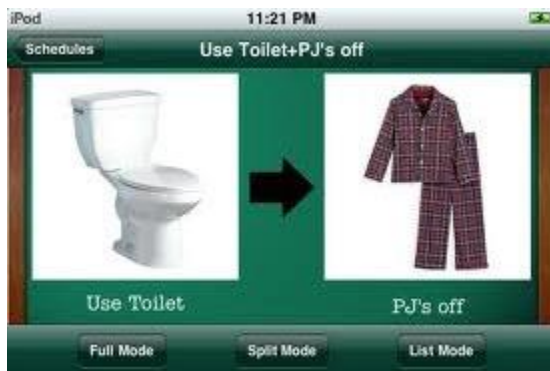 iPod
11:21 PM
Schedules
Use Toilet+PJ's off
Use Toilet
PJ's off
Full Mode
Split Mode
List Mode